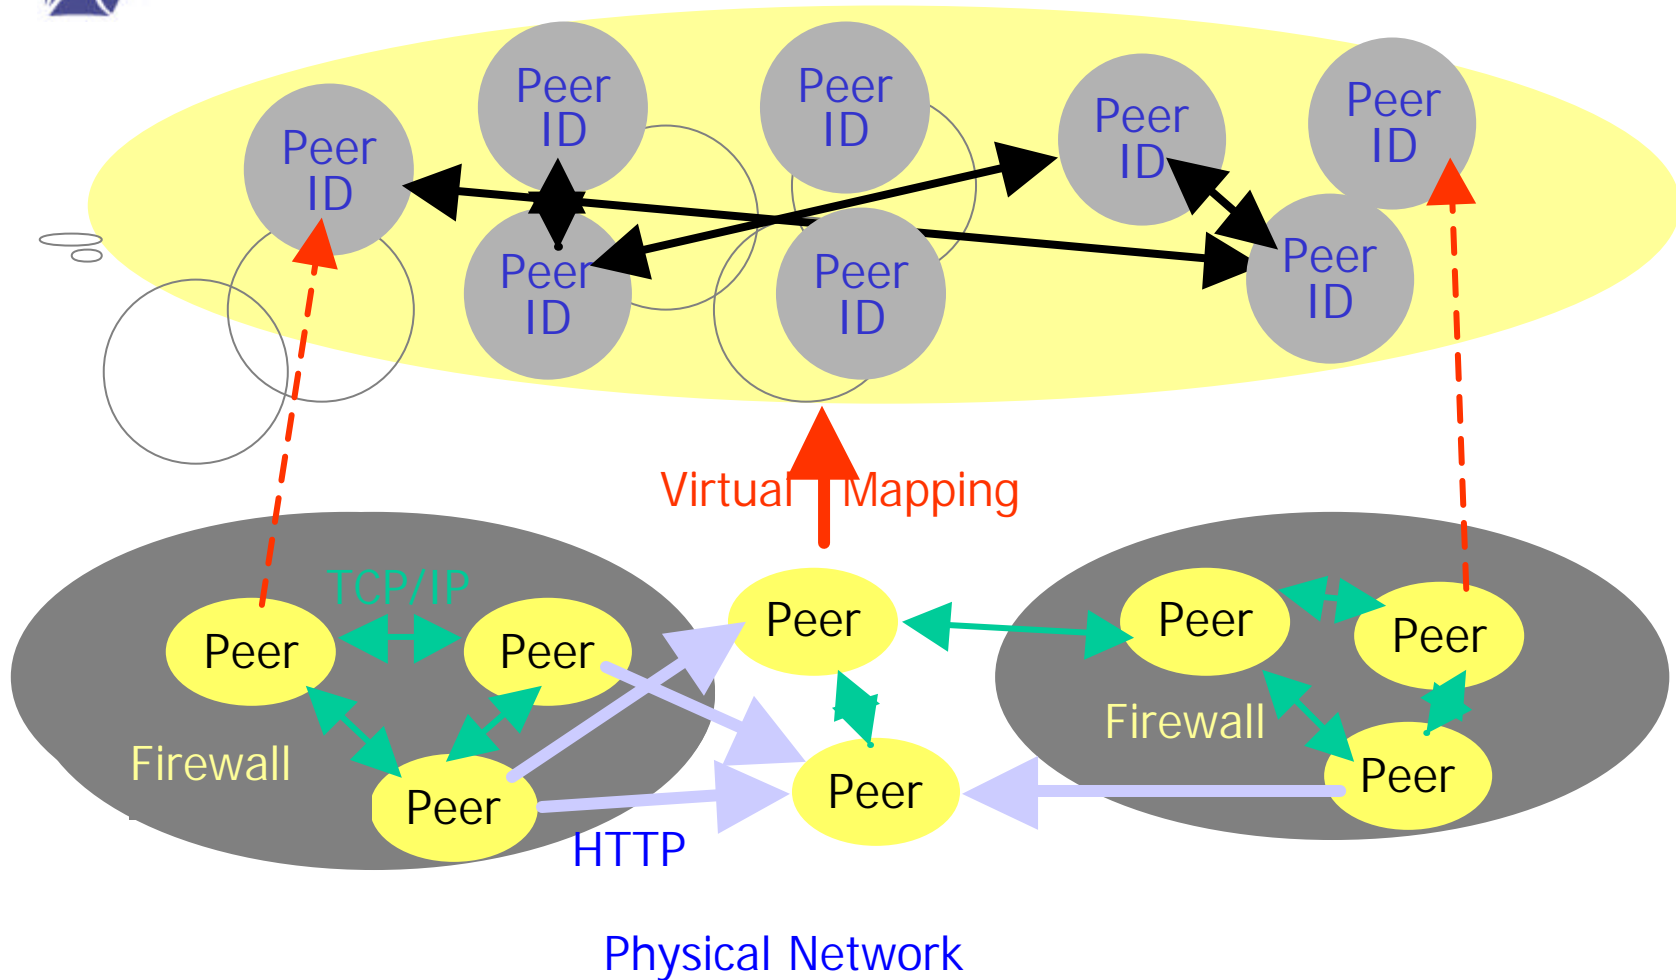 Peer
ID
Peer
ID
Peer
ID
Peer
ID
Peer
ID
Peer
ID
Peer
ID
Peer
ID
Virtual Mapping
TCP/IP
Peer
Peer
Peer
Firewall
Peer
Peer
Peer
Peer
Firewall
Peer
HTTP
Physical Network